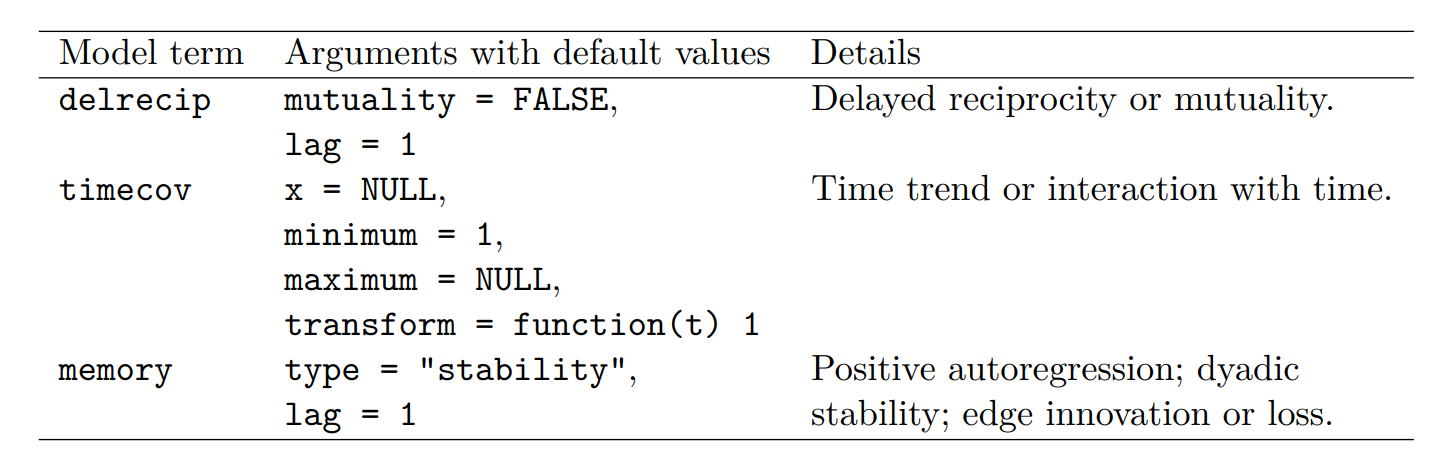 Model term Arguments with default values Details
delrecip mutuality = FALSE, Delayed reciprocity or mutuality.
lag = 1
timecov x = NULL, Time trend or interaction with time.
minimum = 1,
maximum = NULL,
transform = function(t) 1
memory type = "stability", Positive autoregression; dyadic
lag = 1 stability; edge innovation or loss.